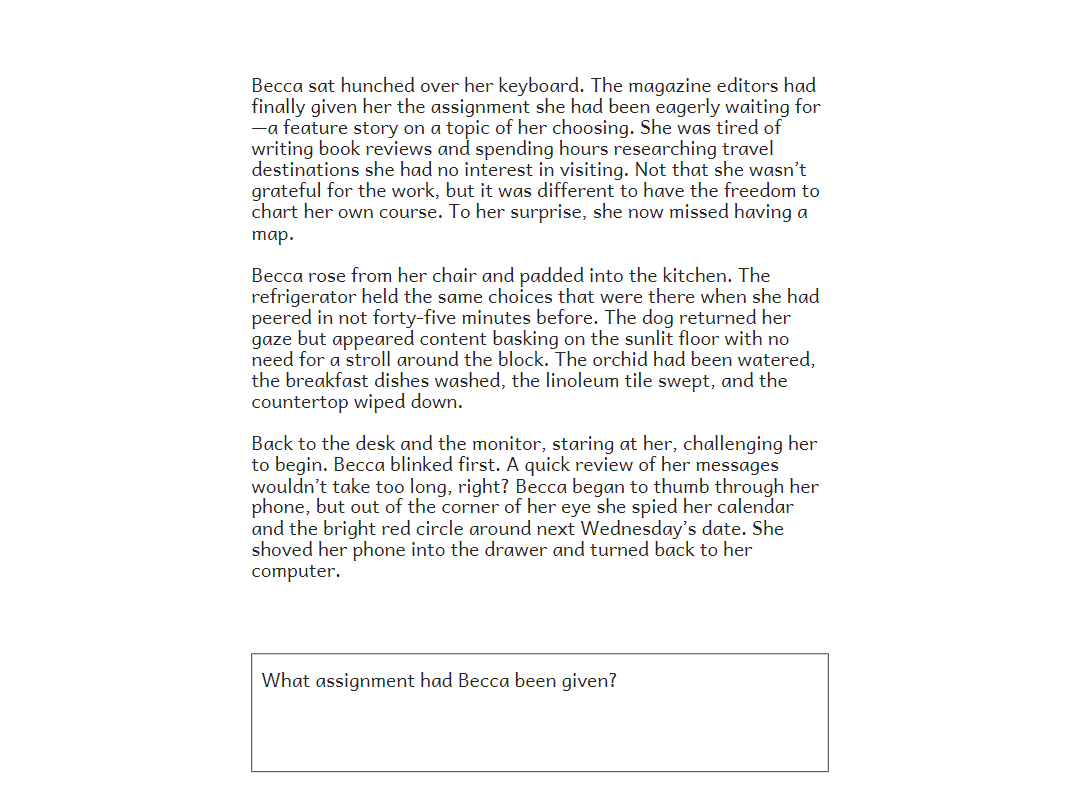 Becca sat hunched over her keyboard. The magazine editors had
finally given her the assignment she had been eagerly waiting for
—a feature story on a topic of her choosing. She was tired of
writing book reviews and spending hours researching travel
destinations she had no interest in visiting. Not that she wasn’t
grateful for the work, but it was different to have the freedom to
chart her own course. To her surprise, she now missed having a
map.
Becca rose from her chair and padded into the kitchen. The
refrigerator held the same choices that were there when she had
peered in not forty-five minutes before. The dog returned her
gaze but appeared content basking on the sunlit floor with no
need for a stroll around the block. The orchid had been watered,
the breakfast dishes washed, the linoleum tile swept, and the
countertop wiped down.
Back to the desk and the monitor, staring at her, challenging her
to begin. Becca blinked first. A quick review of her messages
wouldn’t take too long, right? Becca began to thumb through her
phone, but out of the corner of her eye she spied her calendar
and the bright red circle around next Wednesday’s date. She
shoved her phone into the drawer and turned back to her
computer.
What assignment had Becca been given?